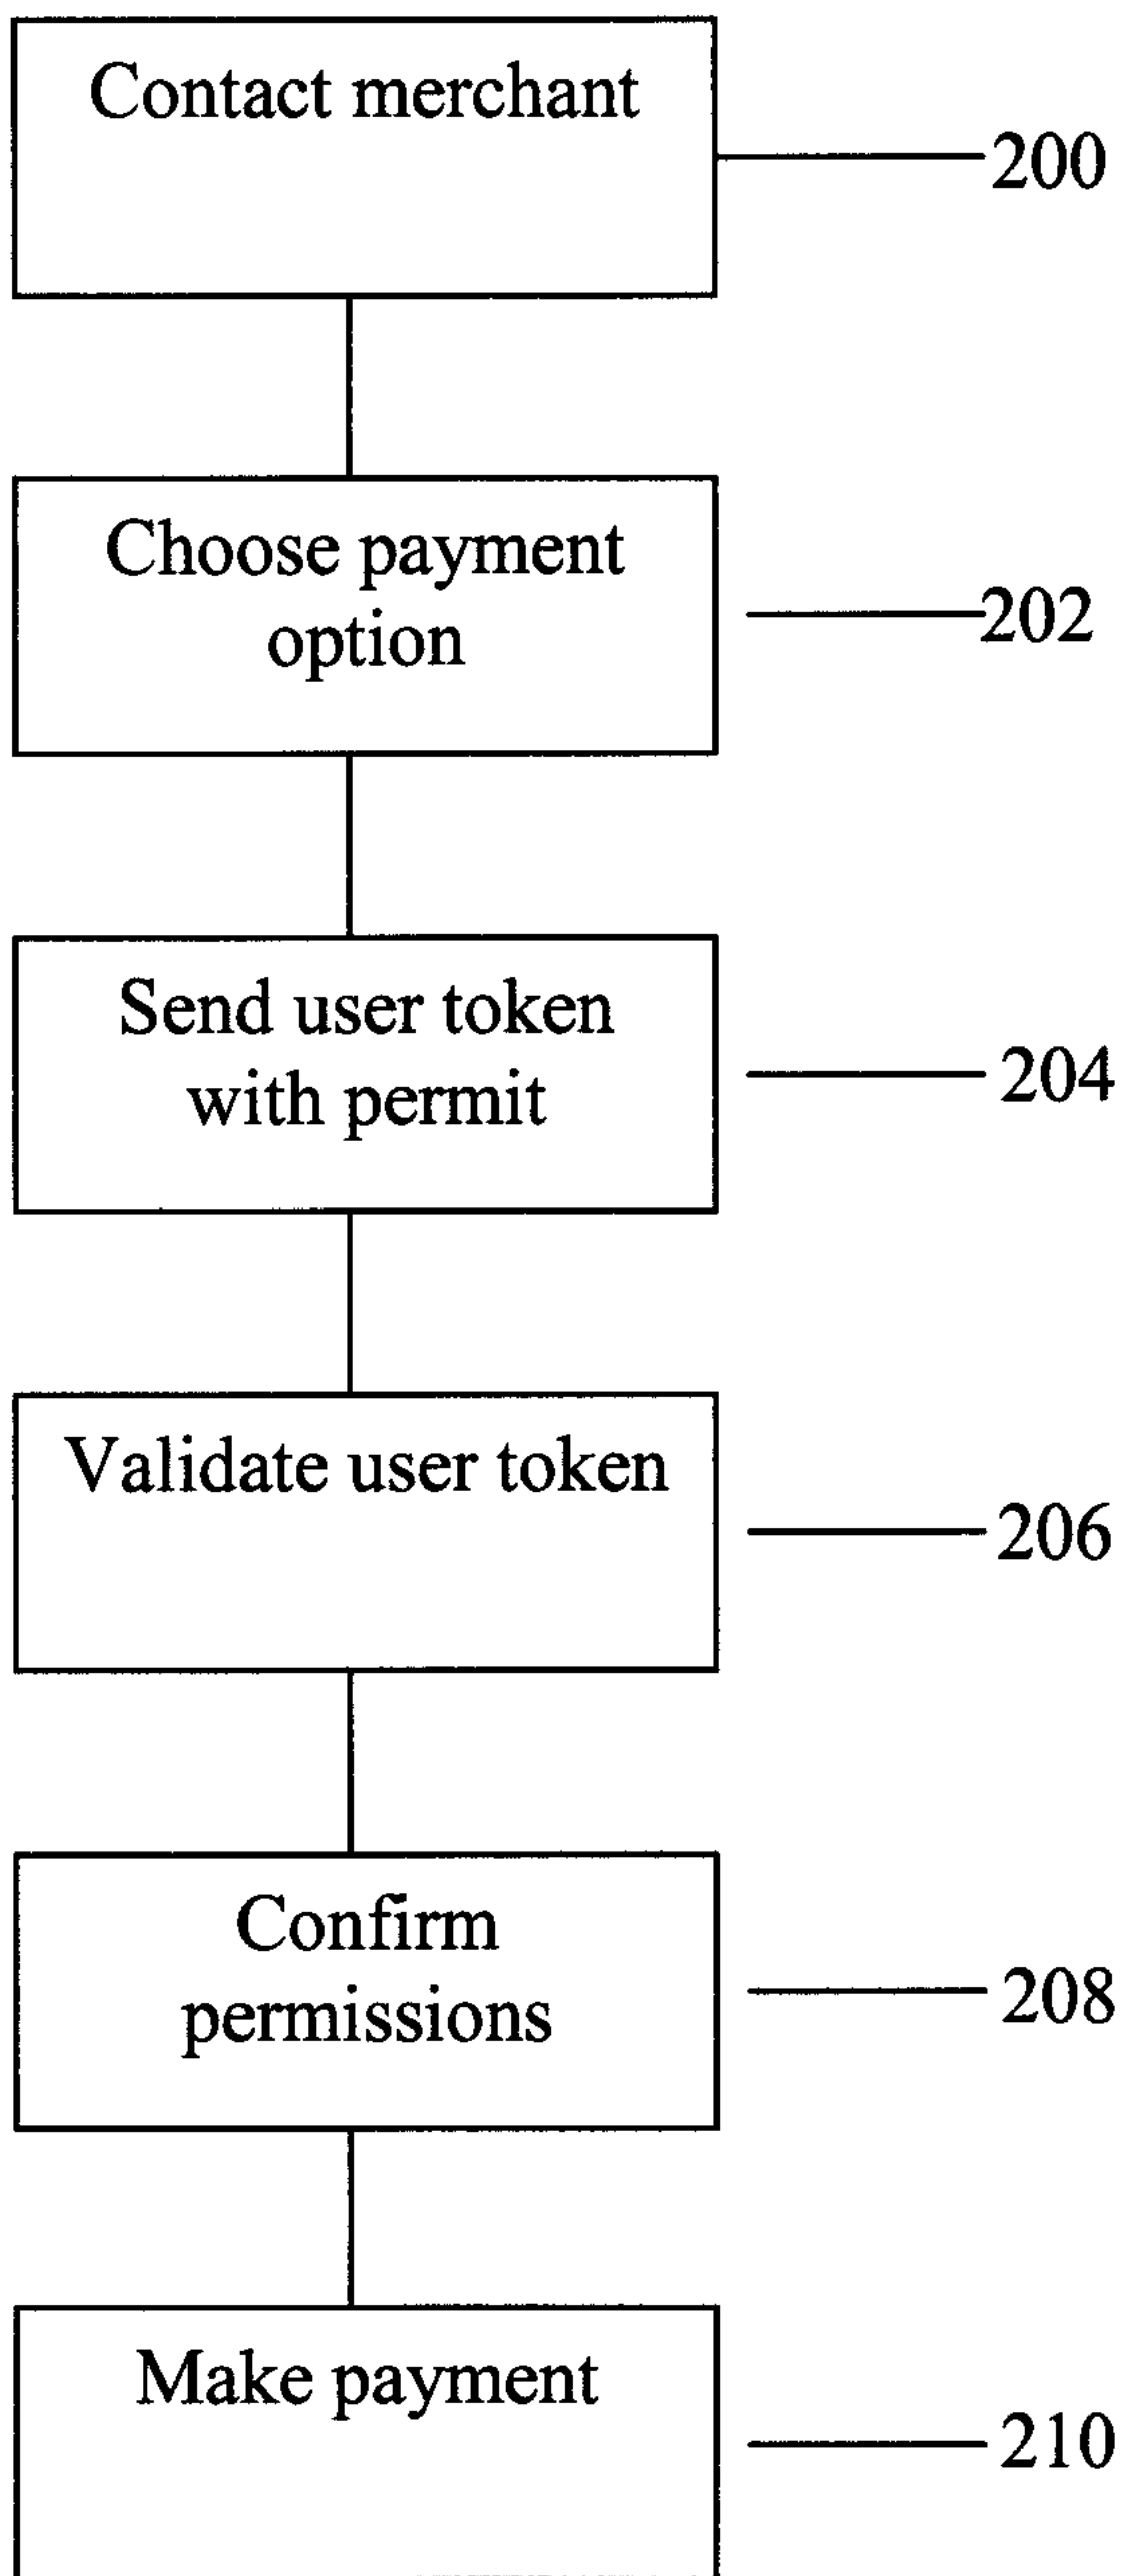 Contact merchant
200
Choose payment
option
202
Send user token
with permit
204
Validate user token
206
Confirm
permissions
208
Make payment
210